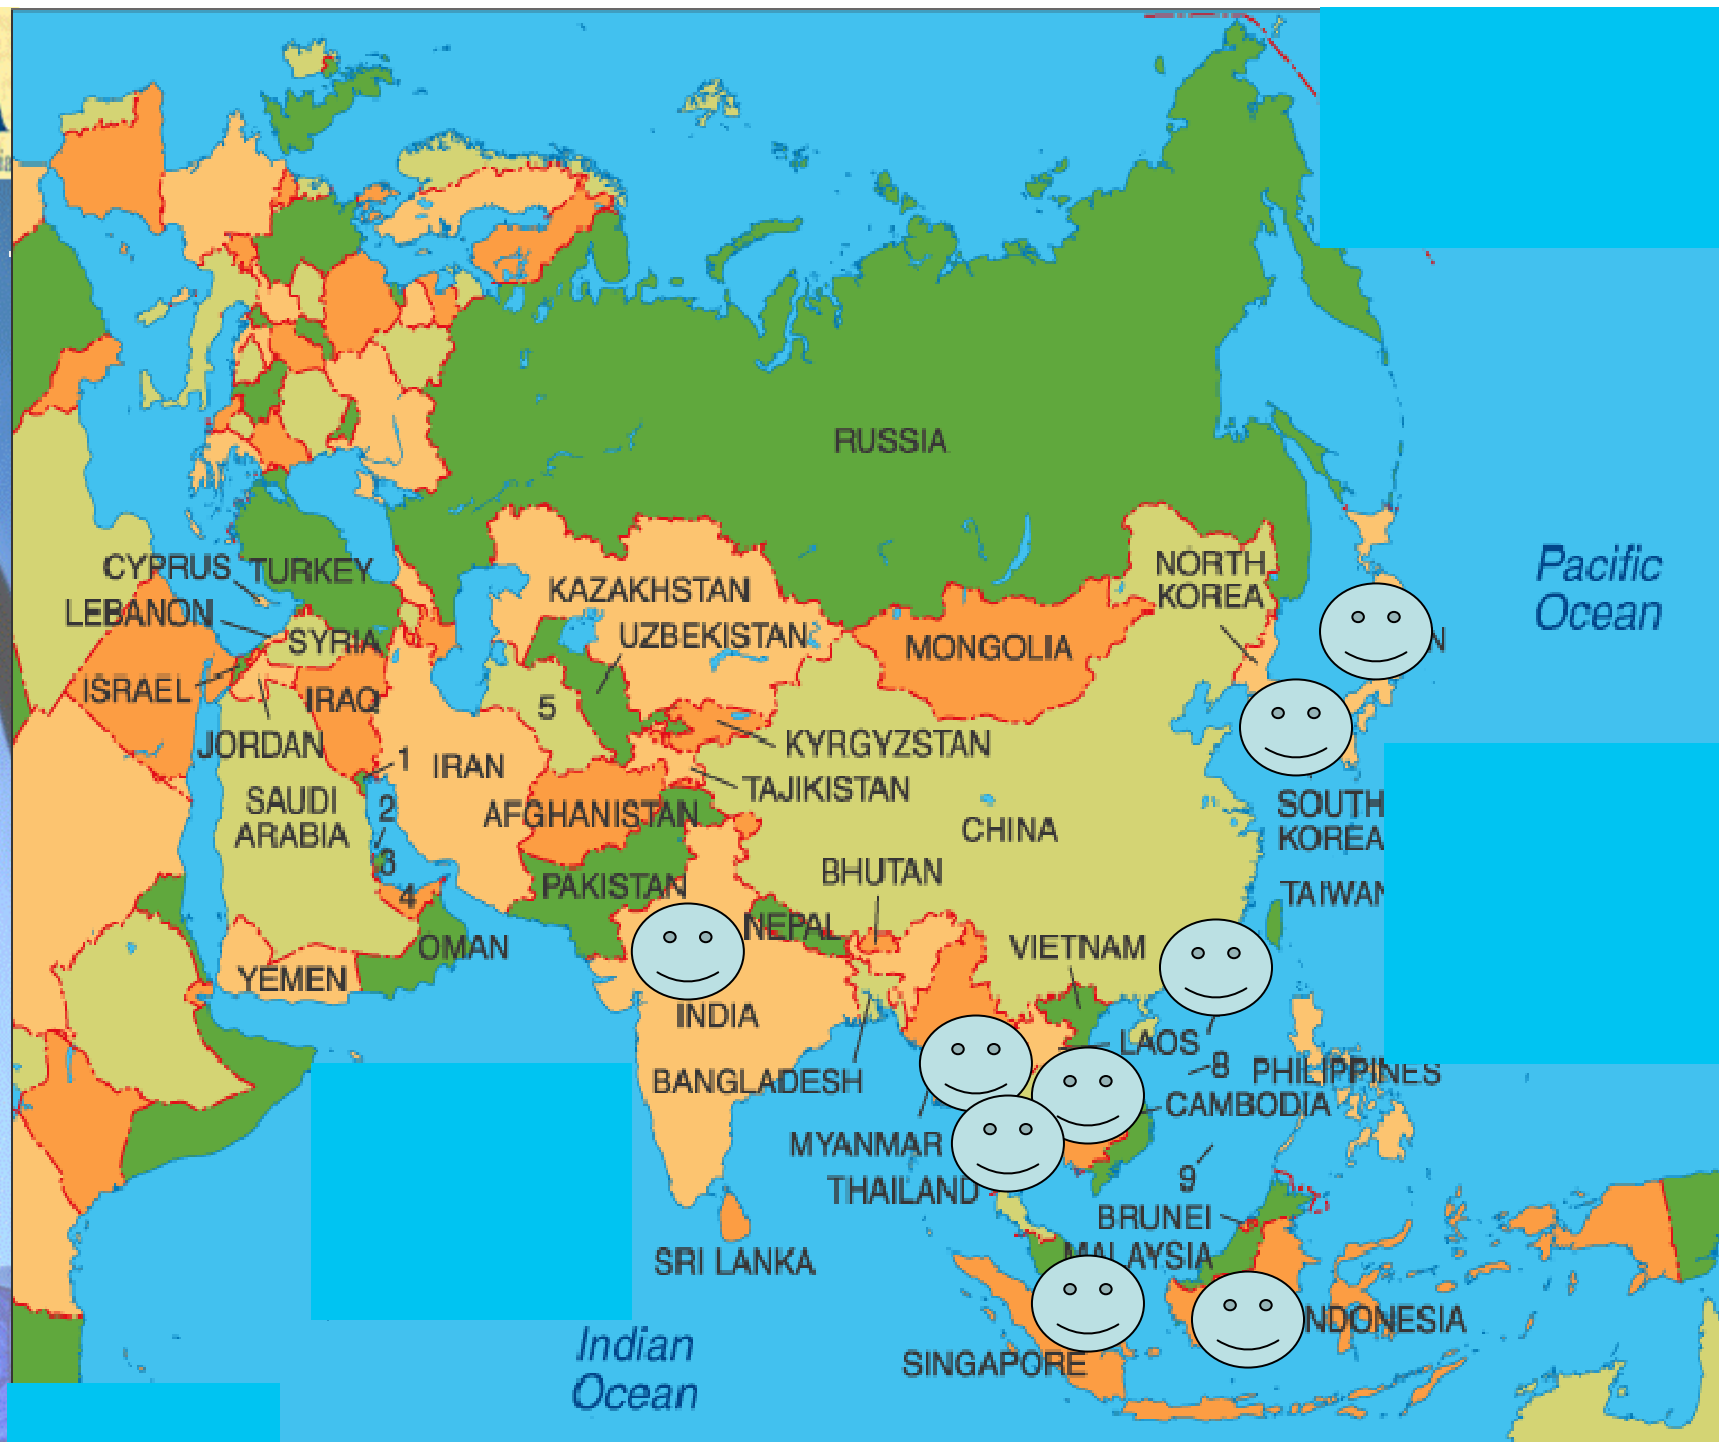 RUSSIA
Pacific
Ocean
NORTH
KOREA
CYPRUS
TURKEY
KAZAKHSTAN
LEBANON
SYRIA
UZBEKISTAN
MONGOLIA
N
ISRAEL
IRAQ
5
JORDAN
1
IRAN
KYRGYZSTAN
TAJIKISTAN
SAUDI
ARABIA
2
AFGHANISTAN
CHINA
SOUTH
KOREA
3
4
PAKISTAN
BHUTAN
TAIWAN
NEPAL
OMAN
VIETNAM
YEMEN
INDIA
LAOS
8
PHILIPPINES
BANGLADESH
CAMBODIA
MYANMAR
THAILAND
9
BRUNEI
MALAYSIA
SRI LANKA
NDONESIA
SINGAPORE
Indian
Ocean